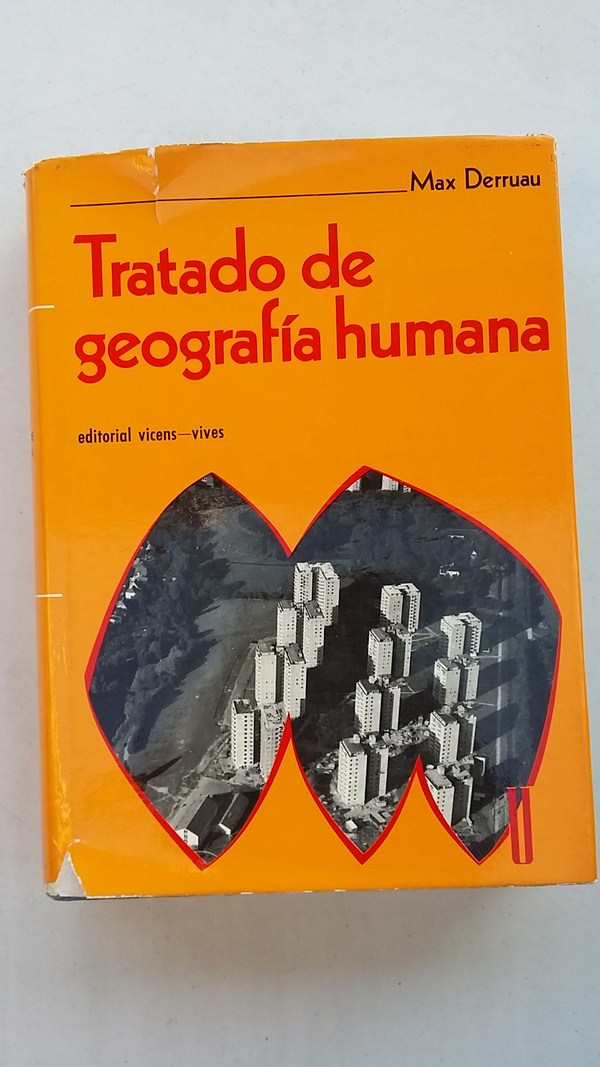 Max Derruau
Tratado de
geografía humana
editorial vicens—vives